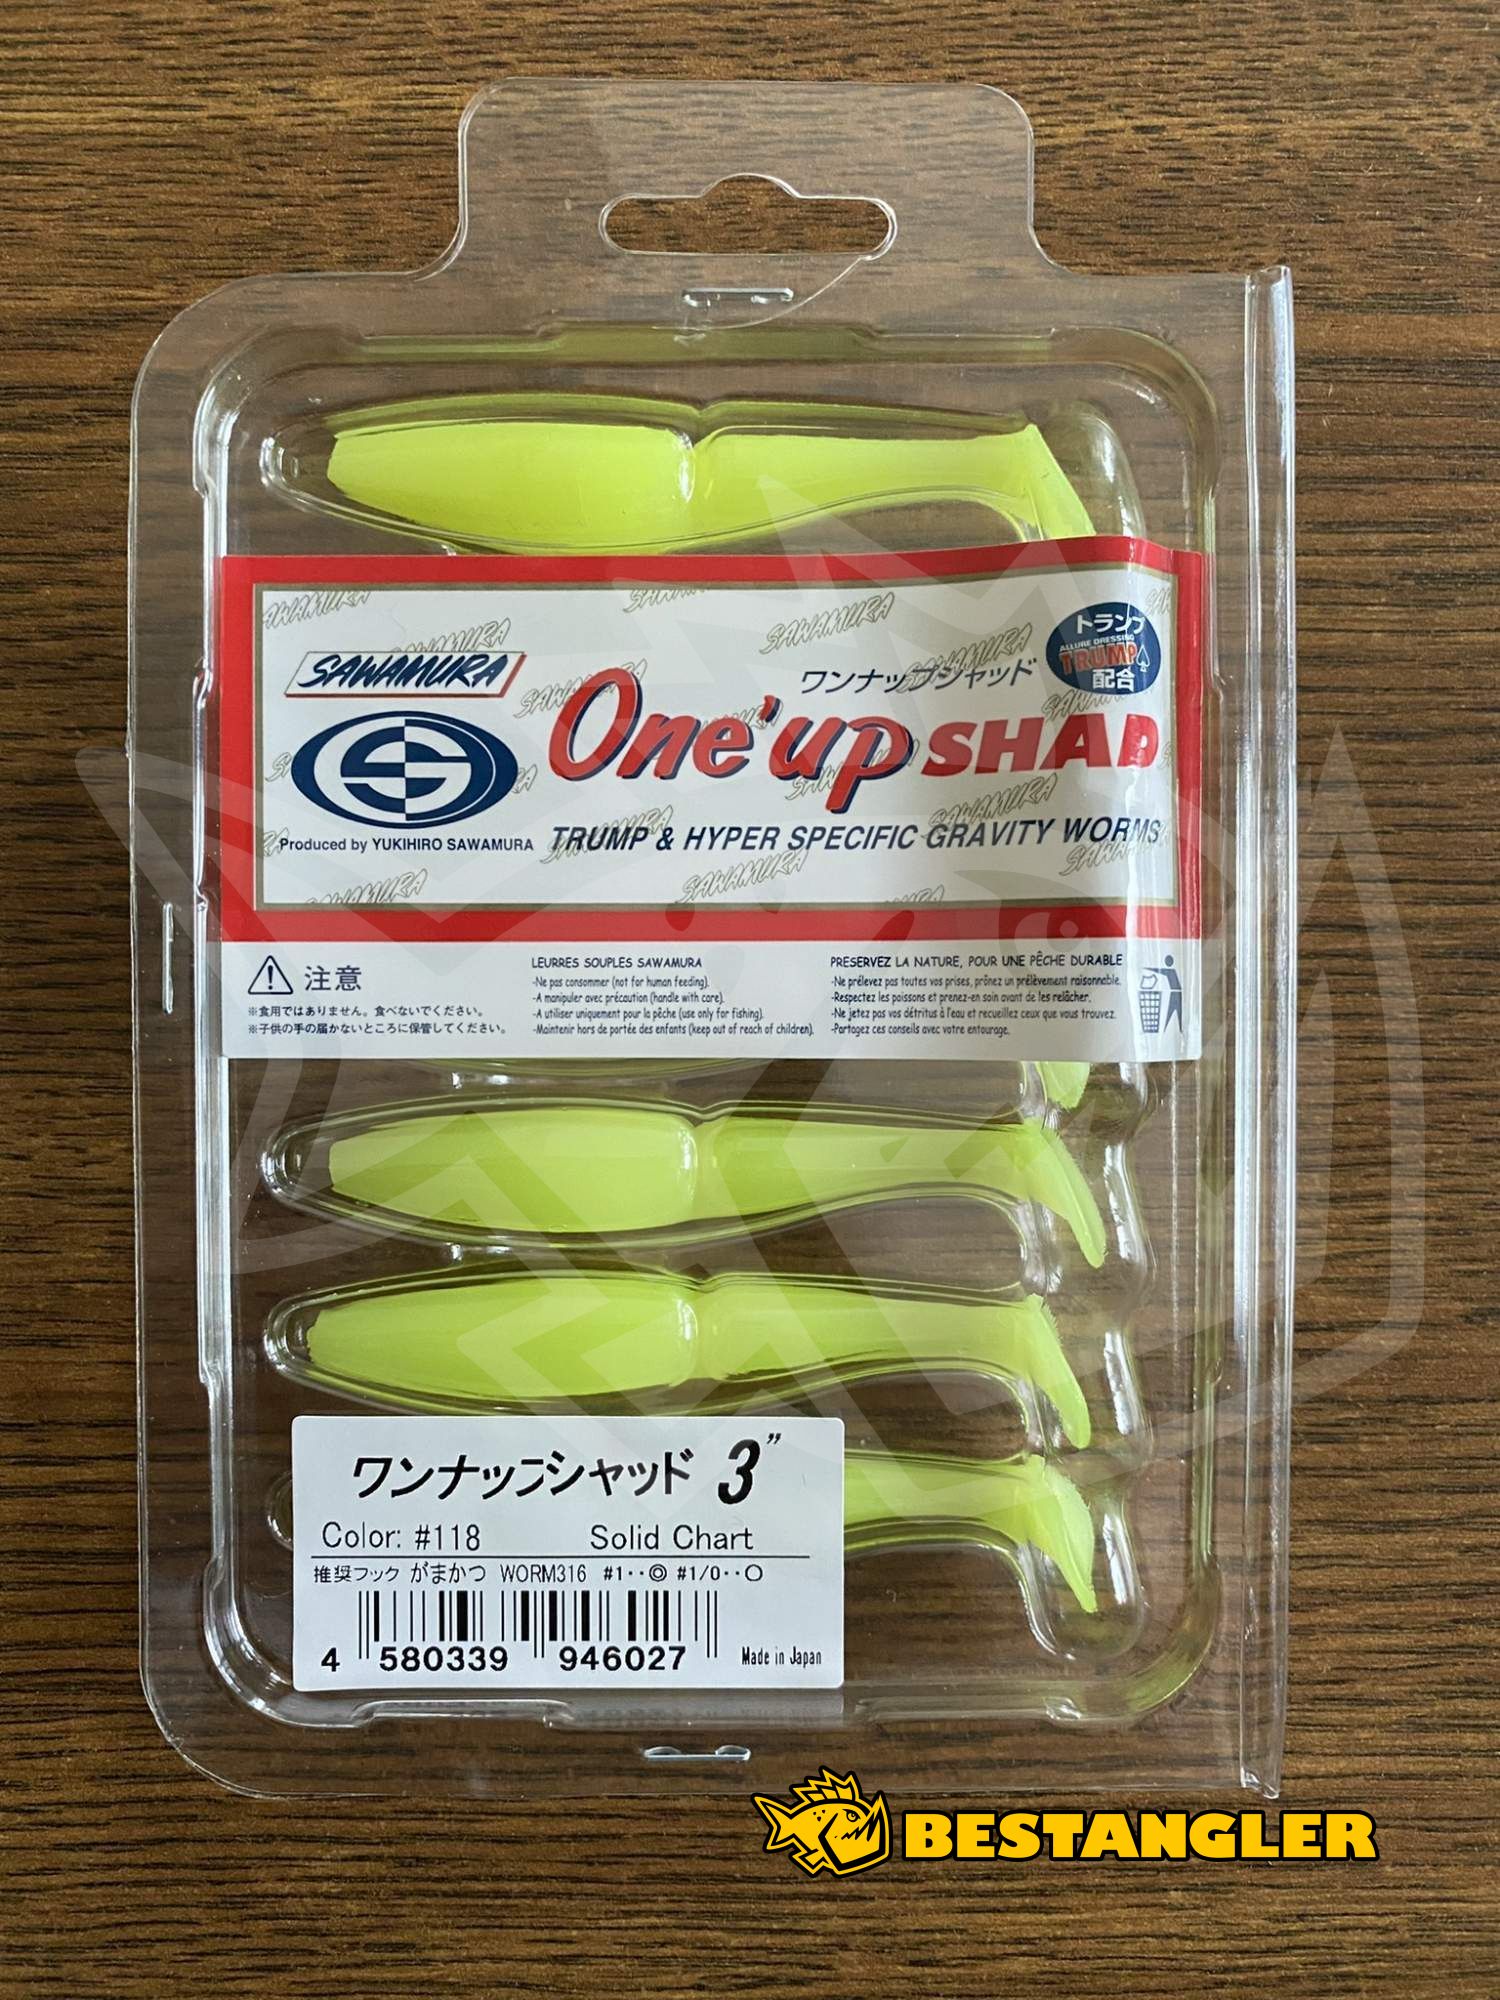 トランプ
ALLURE DRESSING
TRUMP
配合
SAWAMURA
ワンナップシャッド
One'up SHAD
Produced by YUKIHIRO SAWAMURA
TRUMP & HYPER SPECIFIC GRAVITY WORMS
注意
※食用ではありません。食べないでください。
※子供の手の届かないところに保管してください。
LEURRES SOUPLES SAWAMURA
-Ne pas consommer (not for human feeding).
-A manipuler avec précaution (handle with care).
-A utiliser uniquement pour la pêche (use only for fishing).
-Maintenir hors de portée des enfants (keep out of reach of children).
PRESERVEZ LA NATURE, POUR UNE PÊCHE DURABLE
-Ne prélevez pas toutes vos prises, prônez un prélèvement raisonnable.
-Respectez les poissons et prenez-en soin avant de les relâcher.
-Ne jetez pas vos détritus à l'eau et recueillez ceux que vous trouvez.
-Partagez ces conseils avec votre entourage.
ワンナップシャッド 3"
Color: #118 Solid Chart
推奨フック がまかつ WORM316 #1··◎ #1/0··○
4 580339 946027 Made in Japan
BESTANGLER